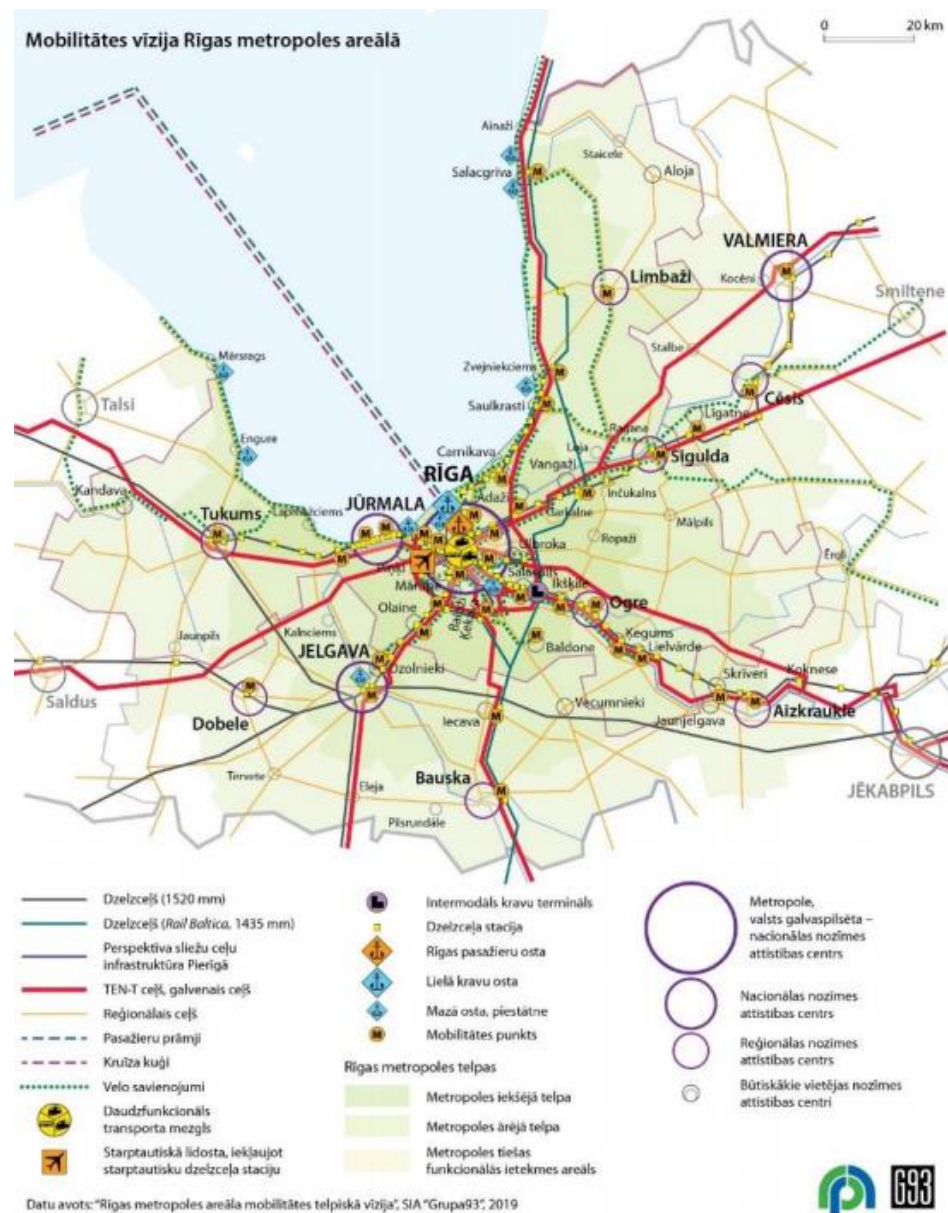 Mobilitātes vīzija Rīgas metropoles areālā
0 20 km
Ainaži
Staicele
Salacgrīva
Aloja
VALMIERA
Limbaži
Kocēni
Smiltene
Stalbe
Mērsrags
Zvejniekciems
Cēsis
Talsi
Saulkrasti
Līgatne
Ragana
Engure
Carnikava
Lēja
Sigulda
RĪGA
Vangaži
Kandava
JŪRMALA
Ādaži
Inčukalns
Tukums
Lapmežciems
Garkalne
Mālpils
Ulbroka
Ropaži
Ērgļi
Piņķi
Salaspils
Mārupe
Ikšķile
Olaine
Ogre
Jaunpils
Kalnciems
Baloži
Ķekava
Ķegums
JELGAVA
Baldone
Lielvārde
Ozolnieki
Skrīveri
Koknese
Saldus
Dobele
Iecava
Vecumnieki
Jaunjelgava
Aizkraukle
Tērvete
Eleja
Bauska
JĒKABPILS
Pilsrundāle
Dzelzceļš (1520 mm)
Dzelzceļš (Rail Baltica, 1435 mm)
Perspektīva sliežu ceļu
infrastruktūra Pierīgā
TEN-T ceļš, galvenais ceļš
Reģionālais ceļš
Pasažieru prāmji
Kruīza kuģi
Velo savienojumi
Daudzfunkcionāls
transporta mezgls
Starptautiskā lidosta, iekļaujot
starptautisku dzelzceļa staciju
Intermodāls kravu termināls
Dzelzceļa stacija
Rīgas pasažieru osta
Lielā kravu osta
Mazā osta, piestātne
M Mobilitātes punkts
Rīgas metropoles telpas
Metropoles iekšējā telpa
Metropoles ārējā telpa
Metropoles tiešas
funkcionālās ietekmes areāls
Metropole,
valsts galvaspilsēta –
nacionālas nozīmes
attīstības centrs
Nacionālas nozīmes
attīstības centrs
Reģionālas nozīmes
attīstības centrs
Būtiskākie vietējas nozīmes
attīstības centri
Datu avots: "Rīgas metropoles areāla mobilitātes telpiskā vīzija", SIA "Grupa93", 2019
G93